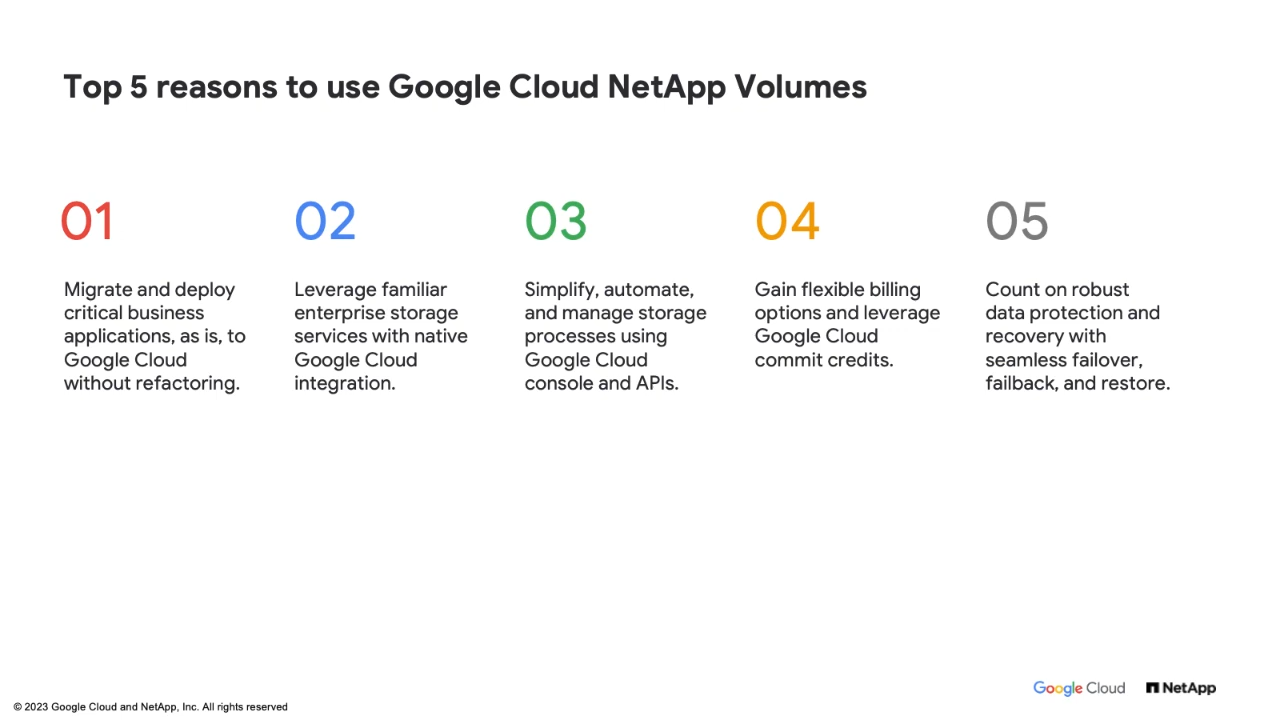 Top 5 reasons to use Google Cloud NetApp Volumes
01
Migrate and deploy
critical business
applications, as is, to
Google Cloud
without refactoring.
02
Leverage familiar
enterprise storage
services with native
Google Cloud
integration.
03
Simplify, automate,
and manage storage
processes using
Google Cloud
console and APIs.
04
Gain flexible billing
options and leverage
Google Cloud
commit credits.
05
Count on robust
data protection and
recovery with
seamless failover,
failback, and restore.
Google Cloud
NetApp
© 2023 Google Cloud and NetApp, Inc. All rights reserved